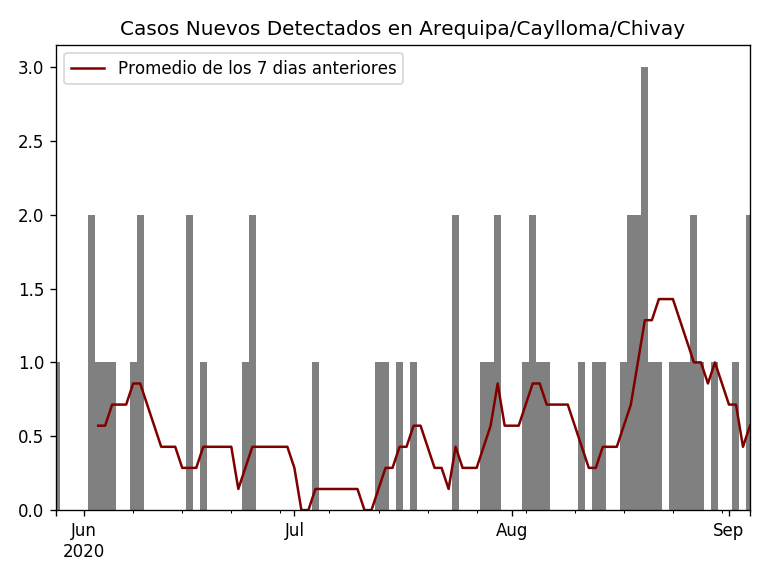 Casos Nuevos Detectados en Arequipa/Caylloma/Chivay
Promedio de los 7 dias anteriores
3.0
2.5
2.0
1.5
1.0
0.5
0.0
Jun Jul Aug Sep
2020